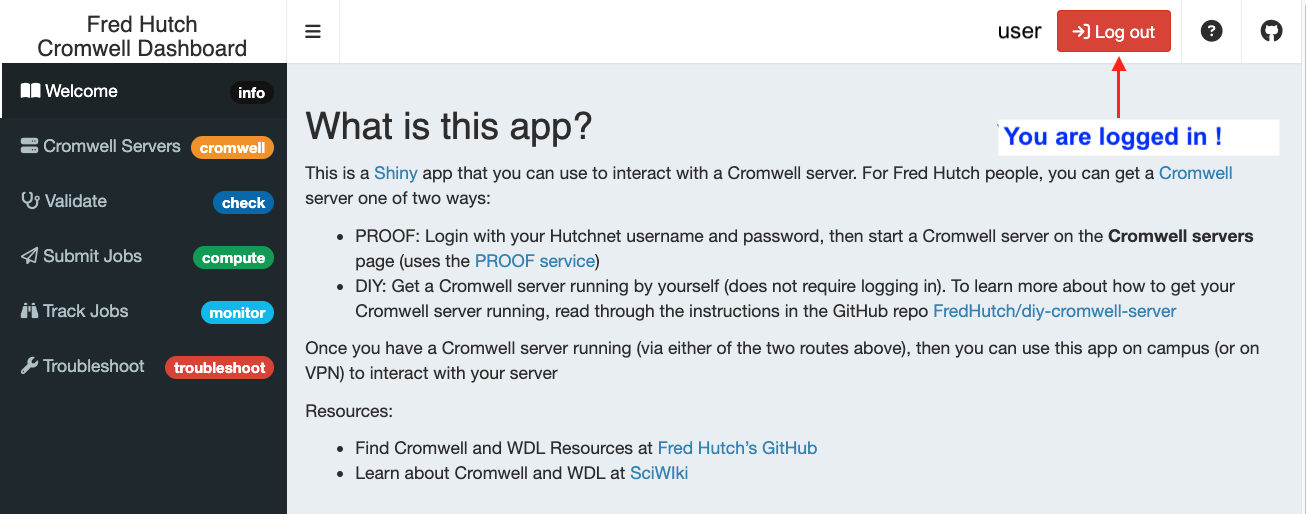 Fred Hutch
Cromwell Dashboard
user
Log out
Welcome
info
Cromwell Servers
cromwell
Validate
check
Submit Jobs
compute
Track Jobs
monitor
Troubleshoot
troubleshoot
You are logged in !
What is this app?
This is a Shiny app that you can use to interact with a Cromwell server. For Fred Hutch people, you can get a Cromwell
server one of two ways:
• PROOF: Login with your Hutchnet username and password, then start a Cromwell server on the Cromwell servers
page (uses the PROOF service)
• DIY: Get a Cromwell server running by yourself (does not require logging in). To learn more about how to get your
Cromwell server running, read through the instructions in the GitHub repo FredHutch/diy-cromwell-server
Once you have a Cromwell server running (via either of the two routes above), then you can use this app on campus (or on
VPN) to interact with your server
Resources:
• Find Cromwell and WDL Resources at Fred Hutch’s GitHub
• Learn about Cromwell and WDL at SciWIki